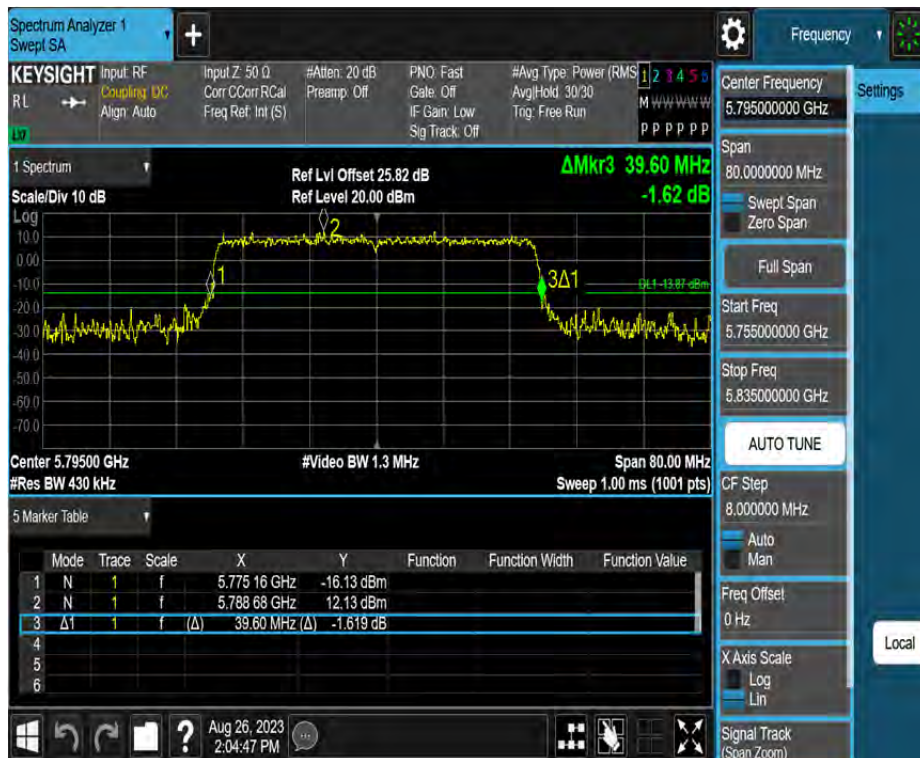 Spectrum Analyzer 1
Swept SA
+
Frequency
KEYSIGHT
RL
LXI
Input: RF
Coupling: DC
Align: Auto
Input Z: 50 Ω
Corr CCorr RCal
Freq Ref: Int (S)
#Atten: 20 dB
Preamp: Off
PNO: Fast
Gate: Off
IF Gain: Low
Sig Track: Off
#Avg Type: Power (RMS
Avg|Hold: 30/30
Trig: Free Run
1 2 3 4 5 6
M W W W W W
P P P P P P
1 Spectrum
Scale/Div 10 dB
Ref Lvl Offset 25.82 dB
Ref Level 20.00 dBm
ΔMkr3 39.60 MHz
-1.62 dB
Log
10.0
0.00
-10.0
-20.0
-30.0
-40.0
-50.0
-60.0
-70.0
1
2
3Δ1
DL1 -13.87 dBm
Center 5.79500 GHz
#Video BW 1.3 MHz
Span 80.00 MHz
#Res BW 430 kHz
Sweep 1.00 ms (1001 pts)
5 Marker Table
Mode Trace Scale X Y Function Function Width Function Value
1 N 1 f 5.775 16 GHz -16.13 dBm
2 N 1 f 5.788 68 GHz 12.13 dBm
3 Δ1 1 f (Δ) 39.60 MHz (Δ) -1.619 dB
4
5
6
?
Aug 26, 2023
2:04:47 PM
Center Frequency
5.795000000 GHz
Span
80.0000000 MHz
Swept Span
Zero Span
Full Span
Start Freq
5.755000000 GHz
Stop Freq
5.835000000 GHz
AUTO TUNE
CF Step
8.000000 MHz
Auto
Man
Freq Offset
0 Hz
X Axis Scale
Log
Lin
Signal Track
(Span Zoom)
Settings
Local